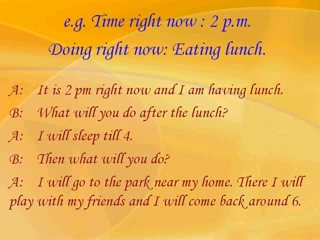 e.g. Time right now : 2 p.m.
Doing right now: Eating lunch.
A: It is 2 pm right now and I am having lunch.
B: What will you do after the lunch?
A: I will sleep till 4.
B: Then what will you do?
A: I will go to the park near my home. There I will
play with my friends and I will come back around 6.